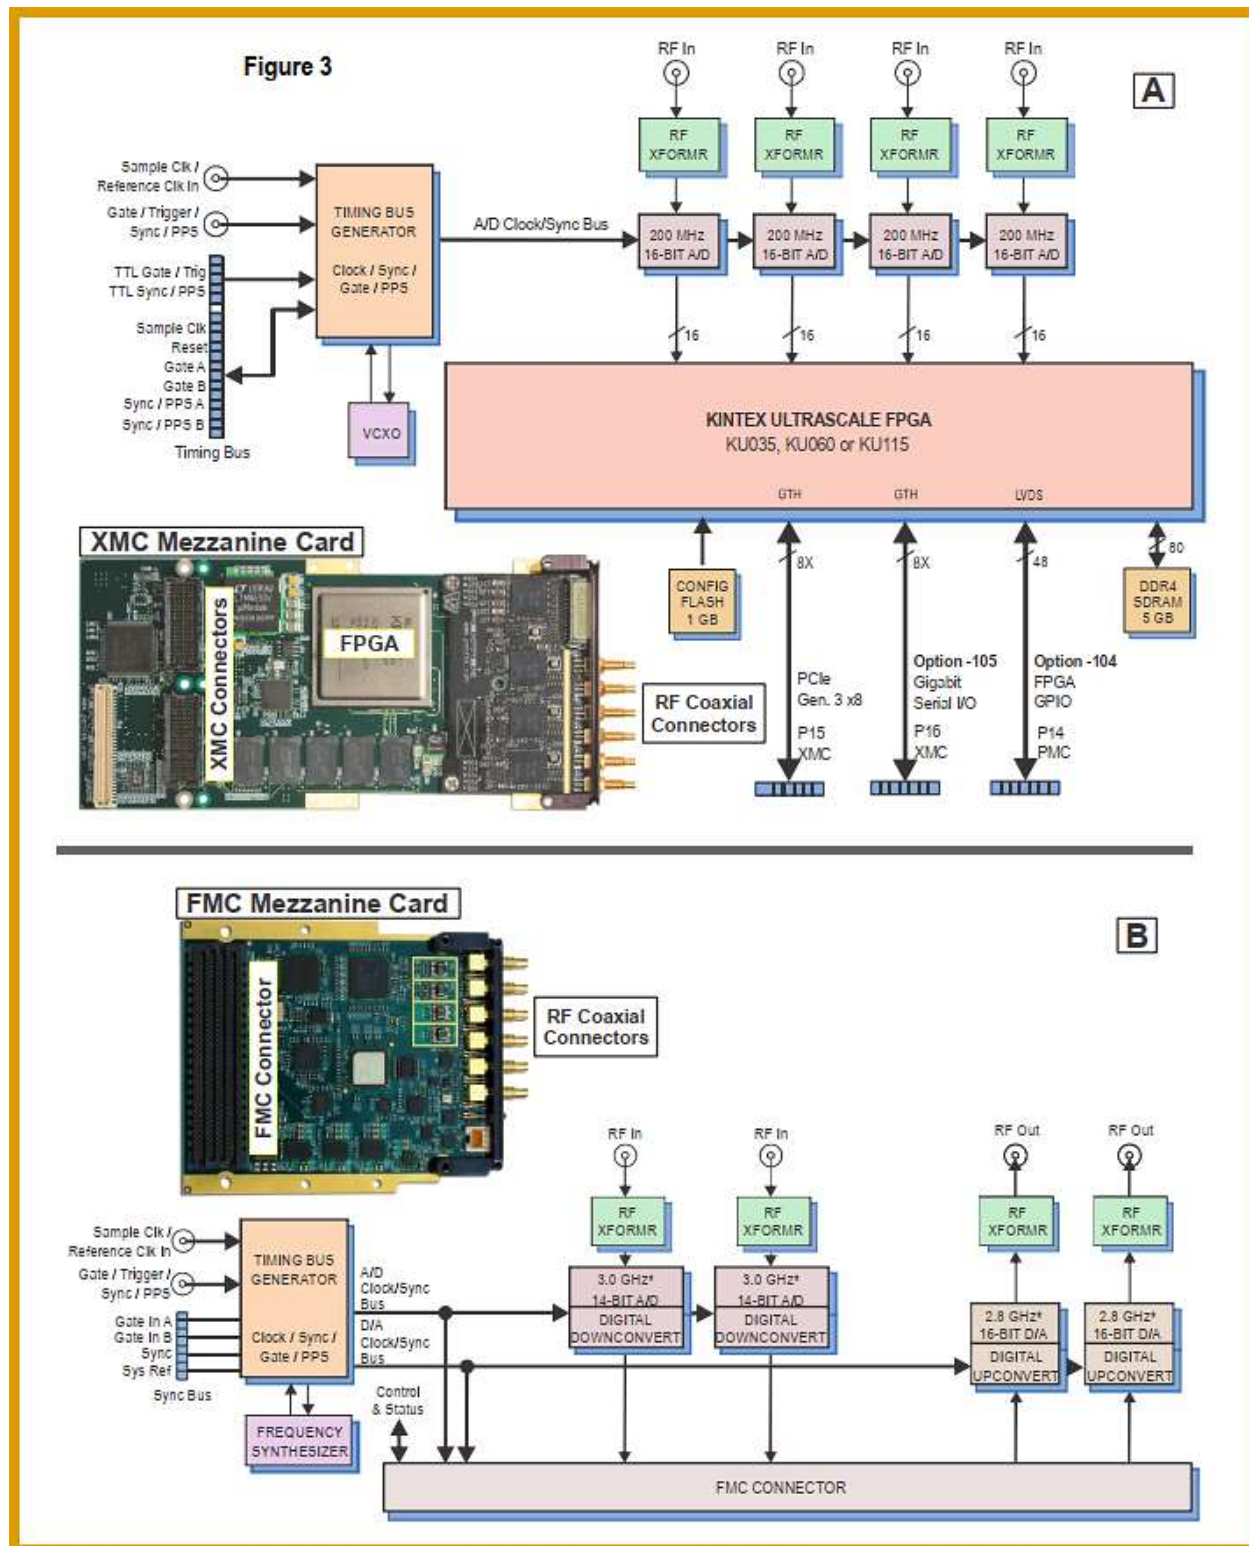 Figure 3
A
RF In
RF In
RF In
RF In
RF
XFORMR
RF
XFORMR
RF
XFORMR
RF
XFORMR
Sample Clk /
Reference Clk In
Gate / Trigger /
Sync / PPS
TTL Gate / Trig
TTL Sync / PPS
Sample Clk
Reset
Gate A
Gate B
Sync / PPS A
Sync / PPS B
Timing Bus
TIMING BUS
GENERATOR
Clock / Sync /
Gate / PPS
VCXO
A/D Clock/Sync Bus
200 MHz
16-BIT A/D
200 MHz
16-BIT A/D
200 MHz
16-BIT A/D
200 MHz
16-BIT A/D
16
16
16
16
KINTEX ULTRASCALE FPGA
KU035, KU060 or KU115
GTH
GTH
LVDS
8X
8X
48
80
CONFIG
FLASH
1 GB
DDR4
SDRAM
5 GB
PCIe
Gen. 3 x8
P15
XMC
Option -105
Gigabit
Serial I/O
P16
XMC
Option -104
FPGA
GPIO
P14
PMC
XMC Mezzanine Card
XMC Connectors
FPGA
RF Coaxial
Connectors
FMC Mezzanine Card
B
FMC Connector
RF Coaxial
Connectors
RF In
RF In
RF Out
RF Out
RF
XFORMR
RF
XFORMR
RF
XFORMR
RF
XFORMR
Sample Clk /
Reference Clk In
Gate / Trigger /
Sync / PPS
Gate In A
Gate In B
Sync
Sys Ref
Sync Bus
TIMING BUS
GENERATOR
Clock / Sync /
Gate / PPS
FREQUENCY
SYNTHESIZER
A/D
Clock/Sync
Bus
D/A
Clock/Sync
Bus
Control
& Status
3.0 GHz*
14-BIT A/D
DIGITAL
DOWNCONVERT
3.0 GHz*
14-BIT A/D
DIGITAL
DOWNCONVERT
2.8 GHz*
16-BIT D/A
DIGITAL
UPCONVERT
2.8 GHz*
16-BIT D/A
DIGITAL
UPCONVERT
FMC CONNECTOR